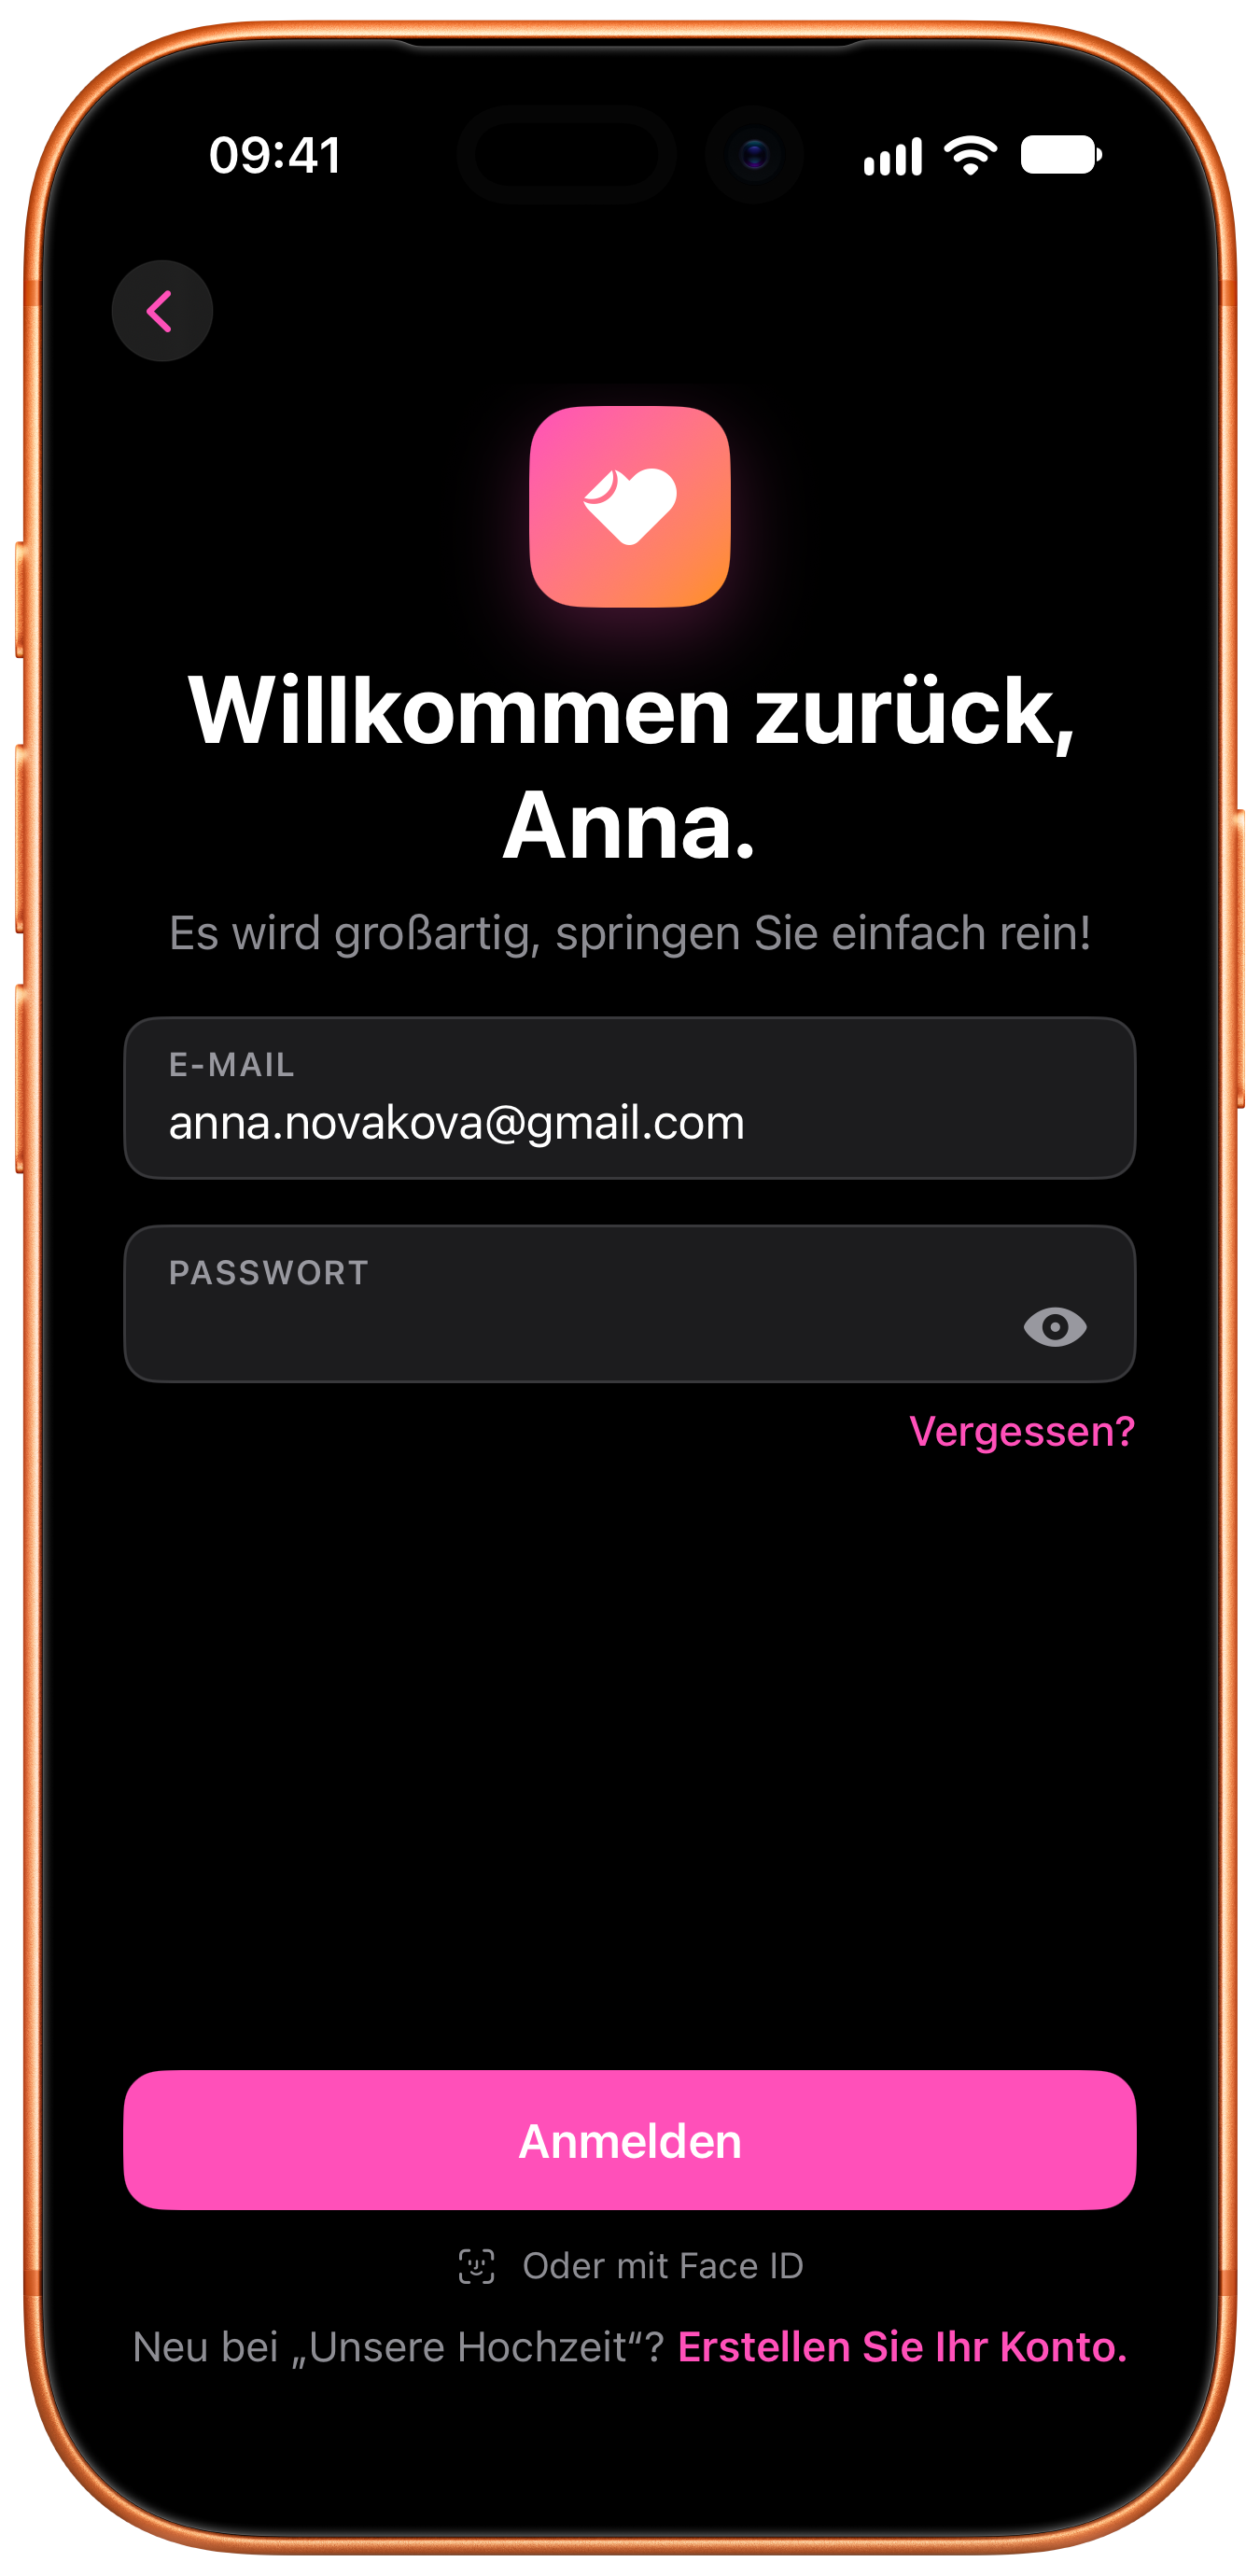 09:41
Willkommen zurück,
Anna.
Es wird großartig, springen Sie einfach rein!
E-MAIL
anna.novakova@gmail.com
PASSWORT
Vergessen?
Anmelden
Oder mit Face ID
Neu bei „Unsere Hochzeit“? Erstellen Sie Ihr Konto.